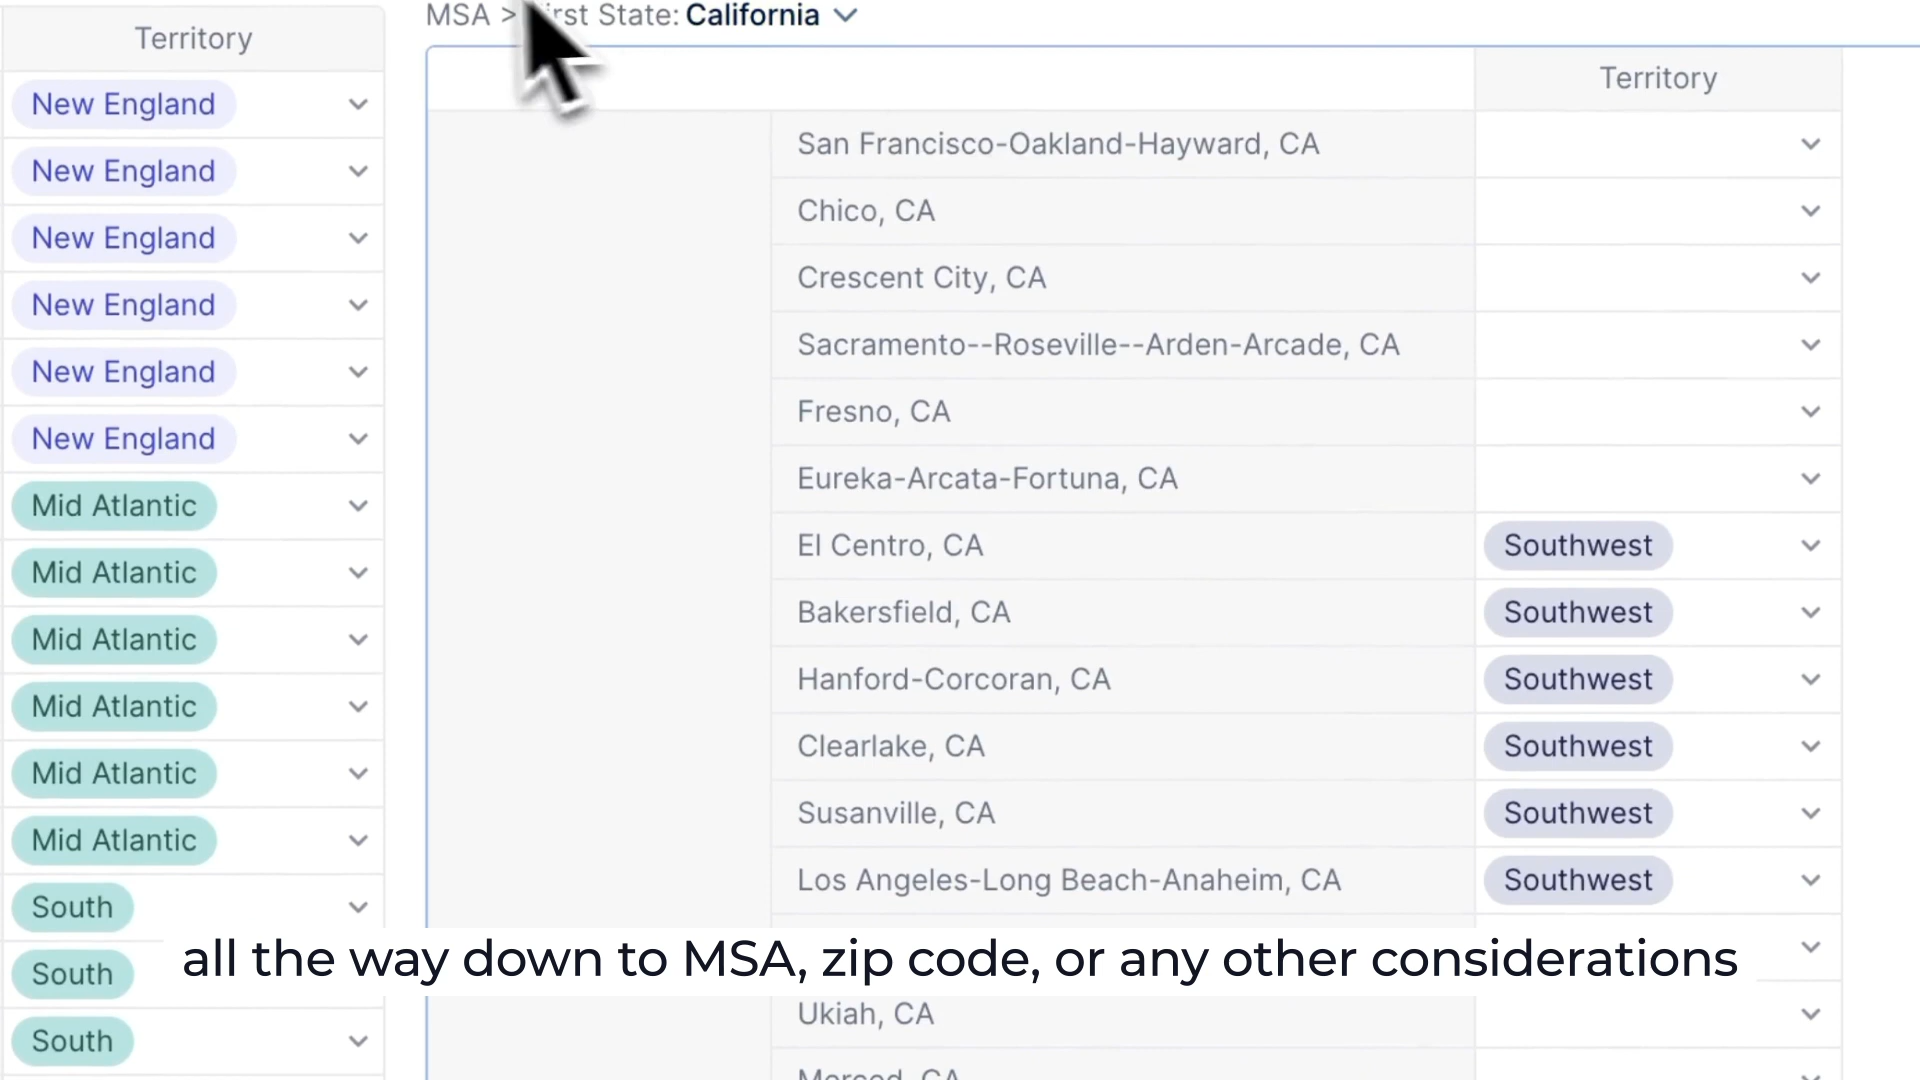 MSA > First State: California
Territory
New England
New England
New England
New England
New England
New England
Mid Atlantic
Mid Atlantic
Mid Atlantic
Mid Atlantic
Mid Atlantic
Mid Atlantic
South
South
South
Territory
San Francisco-Oakland-Hayward, CA
Chico, CA
Crescent City, CA
Sacramento--Roseville--Arden-Arcade, CA
Fresno, CA
Eureka-Arcata-Fortuna, CA
El Centro, CA Southwest
Bakersfield, CA Southwest
Hanford-Corcoran, CA Southwest
Clearlake, CA Southwest
Susanville, CA Southwest
Los Angeles-Long Beach-Anaheim, CA Southwest
all the way down to MSA, zip code, or any other considerations
Ukiah, CA
Merced, CA